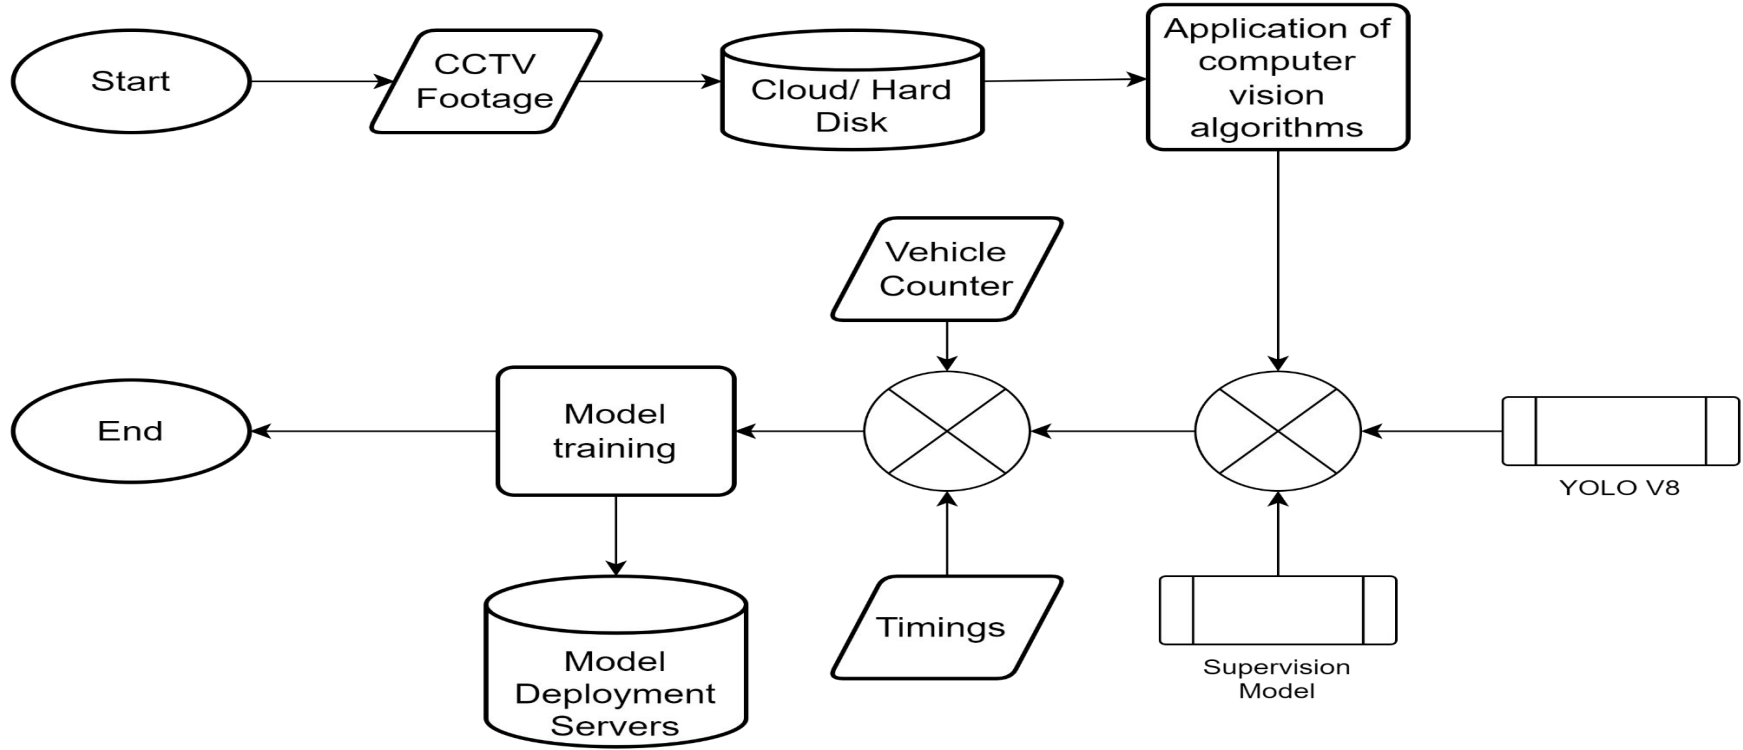 Start
CCTV
Footage
Cloud/ Hard
Disk
Application of
computer
vision
algorithms
Vehicle
Counter
End
Model
training
YOLO V8
Timings
Supervision
Model
Model
Deployment
Servers